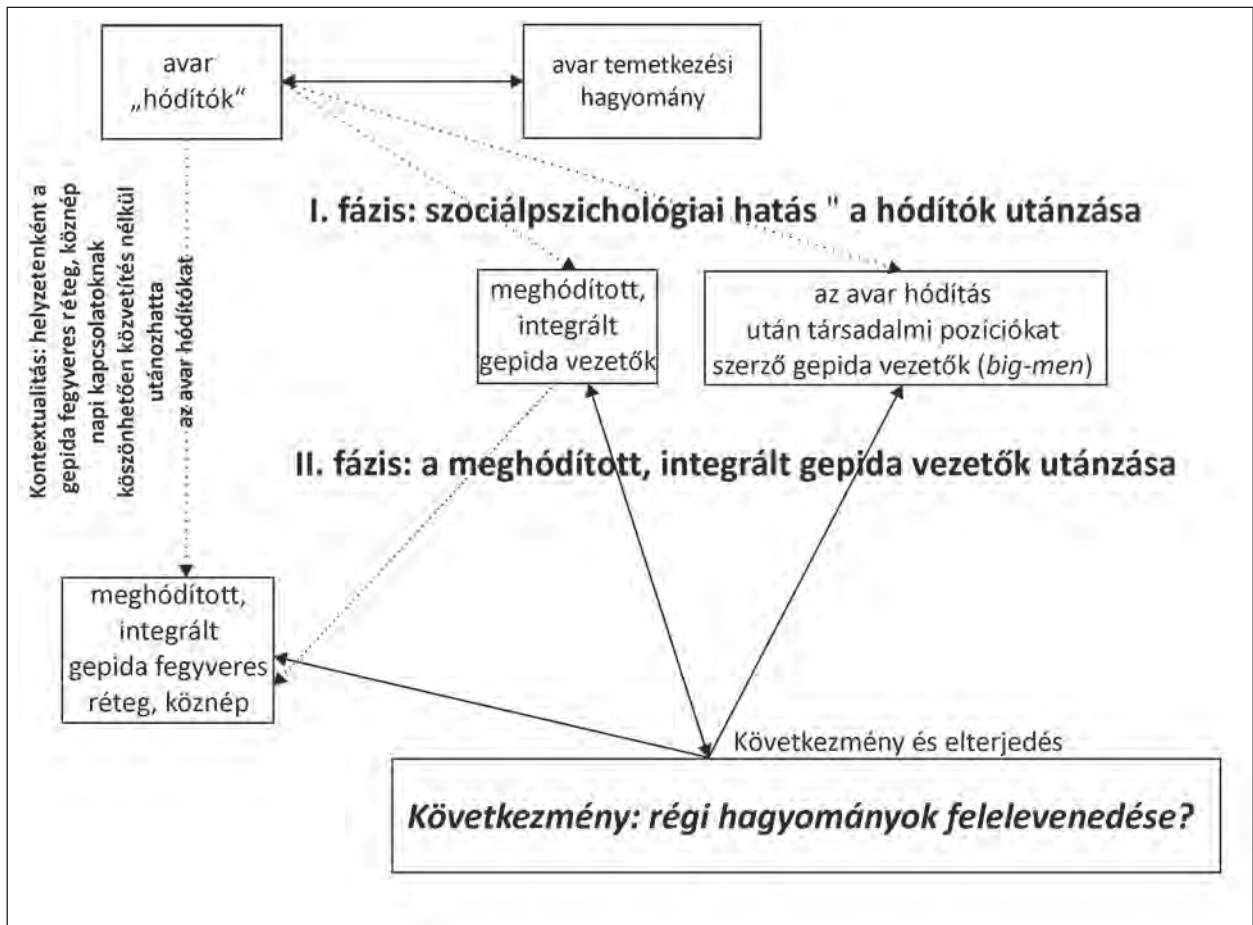 avar
„hódítók“
avar temetkezési
hagyomány
Kontextualitás: helyzetenként a
gepida fegyveres réteg, köznép
napi kapcsolatoknak
köszönhetően közvetítés nélkül
utánozhatta
az avar hódítókat
I. fázis: szociálpszichológiai hatás " a hódítók utánzása
meghódított,
integrált
gepida vezetők
az avar hódítás
után társadalmi pozíciókat
szerző gepida vezetők (big-men)
II. fázis: a meghódított, integrált gepida vezetők utánzása
meghódított,
integrált
gepida fegyveres
réteg, köznép
Következmény és elterjedés
Következmény: régi hagyományok felelevenedése?